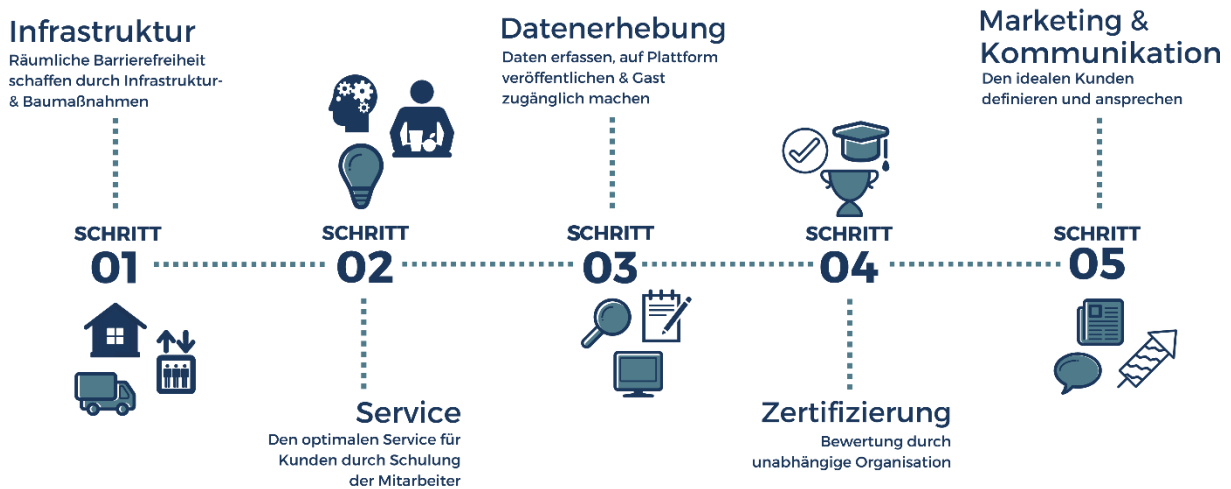 Infrastruktur
Räumliche Barrierefreiheit
schaffen durch Infrastruktur-
& Baumaßnahmen
SCHRITT
01
SCHRITT
02
Service
Den optimalen Service für
Kunden durch Schulung
der Mitarbeiter
Datenerhebung
Daten erfassen, auf Plattform
veröffentlichen & Gast
zugänglich machen
SCHRITT
03
SCHRITT
04
Zertifizierung
Bewertung durch
unabhängige Organisation
Marketing &
Kommunikation
Den idealen Kunden
definieren und ansprechen
SCHRITT
05